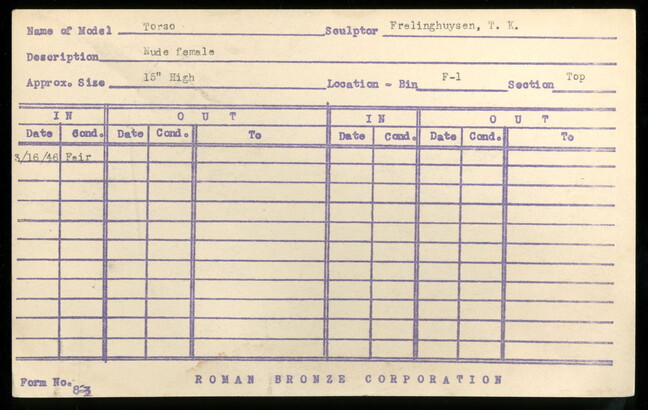 Name of Model Torso Sculptor Frelinghuysen, T. K.
Description Nude female
Approx. Size 15" High Location - Bin F-1 Section Top
IN OUT IN OUT
Date Cond. Date Cond. To Date Cond. Date Cond. To
3/16/46 Fair
Form No. 83 ROMAN BRONZE CORPORATION